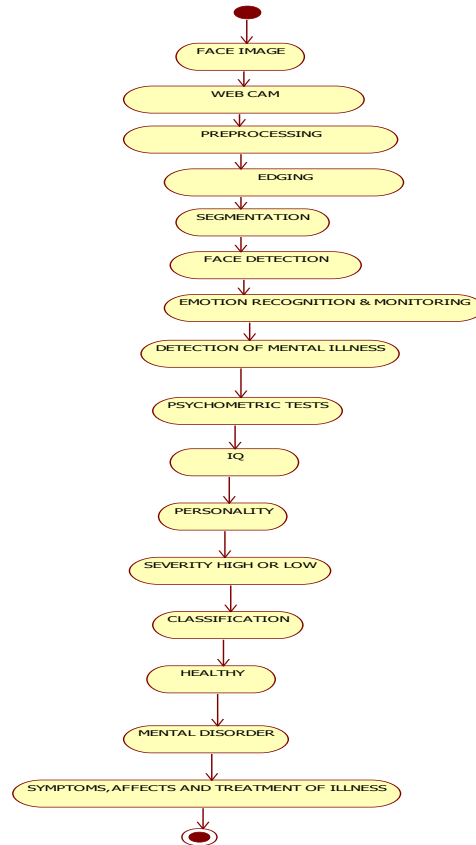 FACE IMAGE
WEB CAM
PREPROCESSING
EDGING
SEGMENTATION
FACE DETECTION
EMOTION RECOGNITION & MONITORING
DETECTION OF MENTAL ILLNESS
PSYCHOMETRIC TESTS
IQ
PERSONALITY
SEVERITY HIGH OR LOW
CLASSIFICATION
HEALTHY
MENTAL DISORDER
SYMPTOMS,AFFECTS AND TREATMENT OF ILLNESS